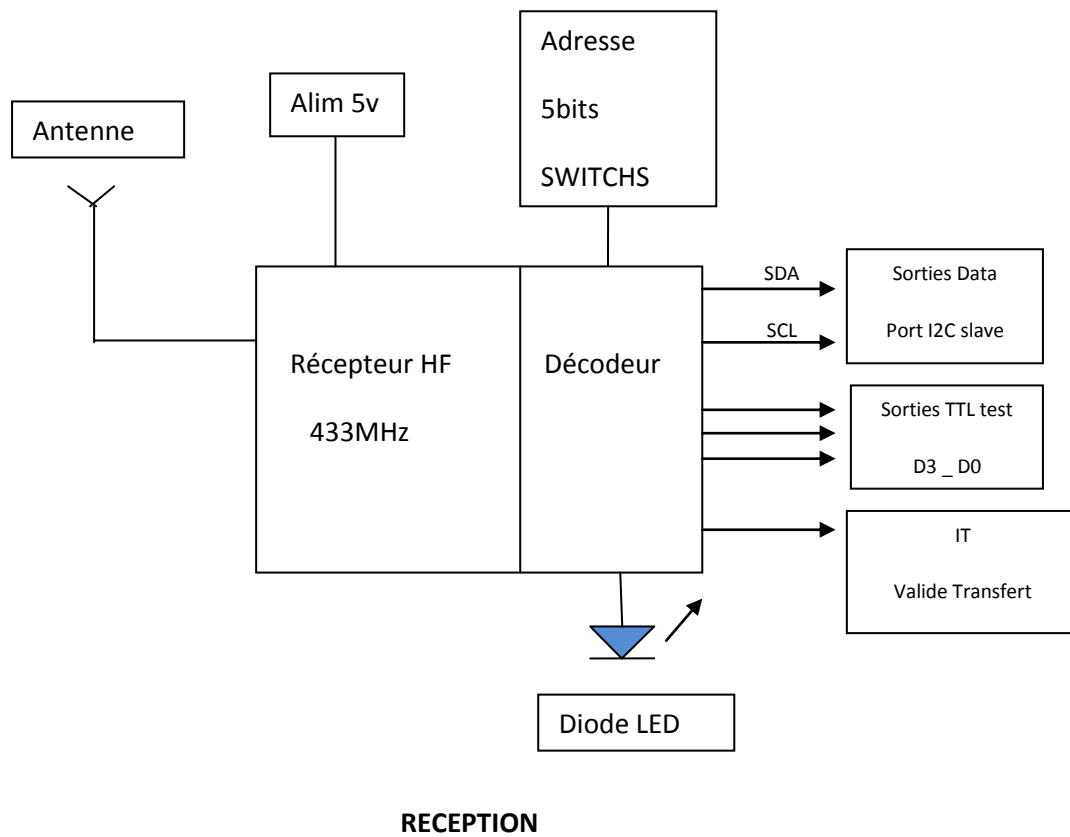 Adresse
5bits
SWITCHS
Alim 5v
Antenne
SDA
Sorties Data
SCL
Port I2C slave
Récepteur HF
433MHz
Décodeur
Sorties TTL test
D3 _ D0
IT
Valide Transfert
Diode LED
RECEPTION